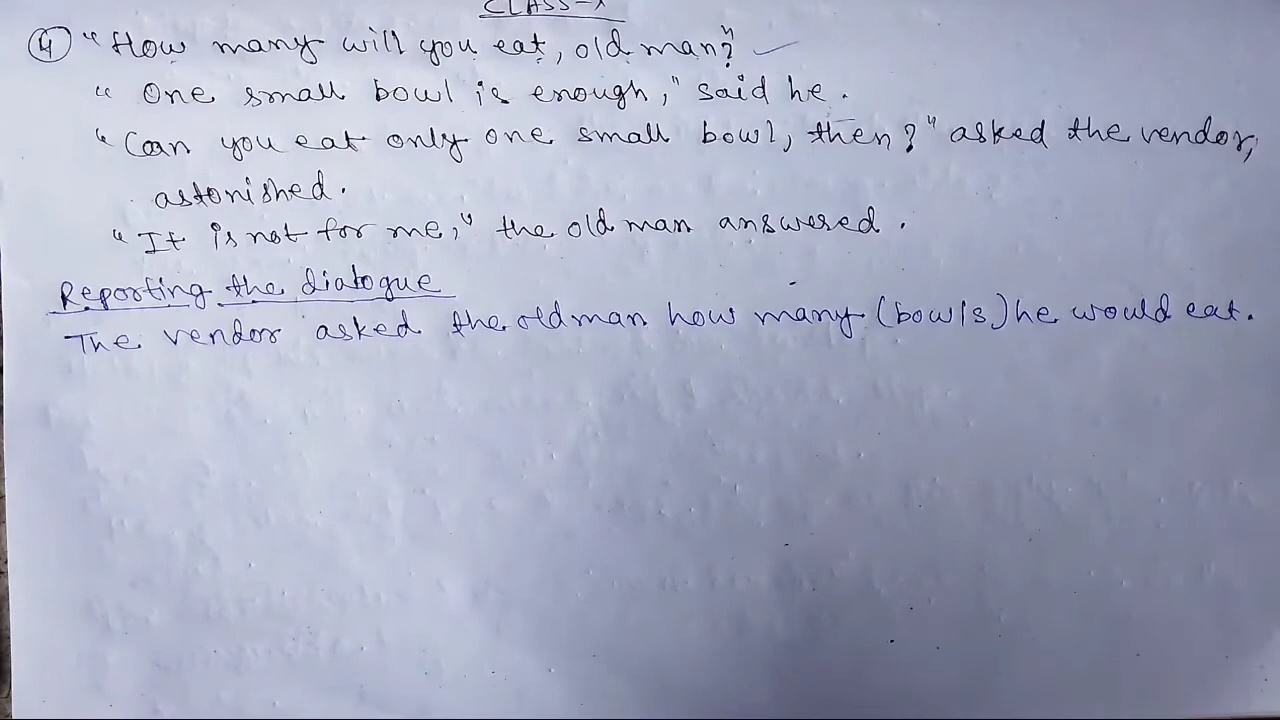 CLASS-X
④ "How many will you eat, old man?"
"One small bowl is enough," said he.
"Can you eat only one small bowl, then?" asked the vendor,
astonished.
"It is not for me," the old man answered.
Reporting the dialogue
The vendor asked the old man how many (bowls) he would eat.